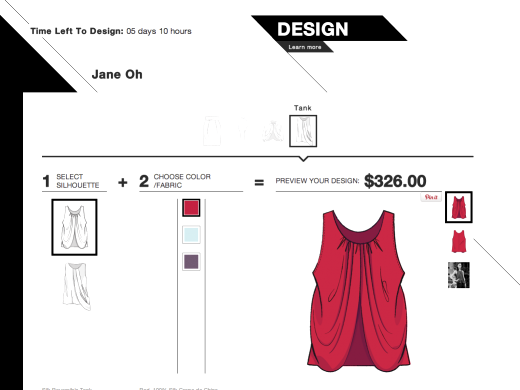 Time Left To Design: 05 days 10 hours
DESIGN
Learn more
Jane Oh
Tank
1 SELECT SILHOUETTE
+
2 CHOOSE COLOR /FABRIC
=
PREVIEW YOUR DESIGN: $326.00
Pin it